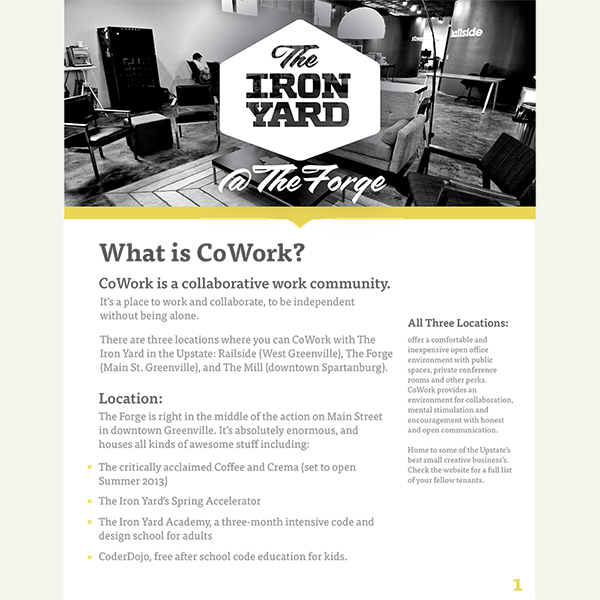 The
IRON
YARD
@TheForge
What is CoWork?
CoWork is a collaborative work community.
It's a place to work and collaborate, to be independent
without being alone.
There are three locations where you can CoWork with The
Iron Yard in the Upstate: Railside (West Greenville), The Forge
(Main St. Greenville), and The Mill (downtown Spartanburg).
Location:
The Forge is right in the middle of the action on Main Street
in downtown Greenville. It's absolutely enormous, and
houses all kinds of awesome stuff including:
The critically acclaimed Coffee and Crema (set to open
Summer 2013)
The Iron Yard's Spring Accelerator
The Iron Yard Academy, a three-month intensive code and
design school for adults
CoderDojo, free after school code education for kids.
All Three Locations:
offer a comfortable and
inexpensive open office
environment with public
spaces, private conference
rooms and other perks.
CoWork provides an
environment for collaboration,
mental stimulation and
encouragement with honest
and open communication.
Home to some of the Upstate's
best small creative business's.
Check the website for a full list
of your fellow tenants.
1